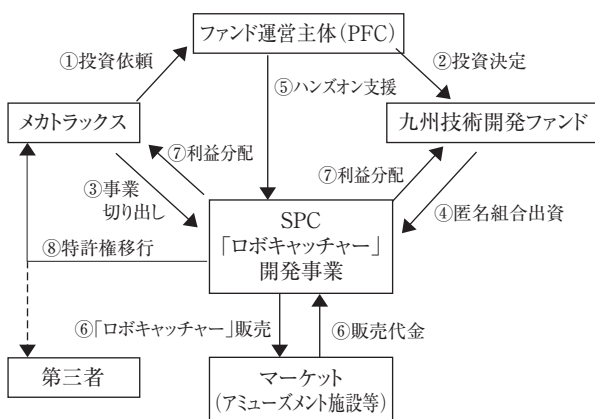 ファンド運営主体(PFC)
①投資依頼
②投資決定
⑤ハンズオン支援
メカトラックス
九州技術開発ファンド
⑦利益分配
⑦利益分配
③事業
切り出し
④匿名組合出資
SPC
「ロボキャッチャー」
開発事業
⑧特許権移行
⑥「ロボキャッチャー」販売
⑥販売代金
第三者
マーケット
(アミューズメント施設等)